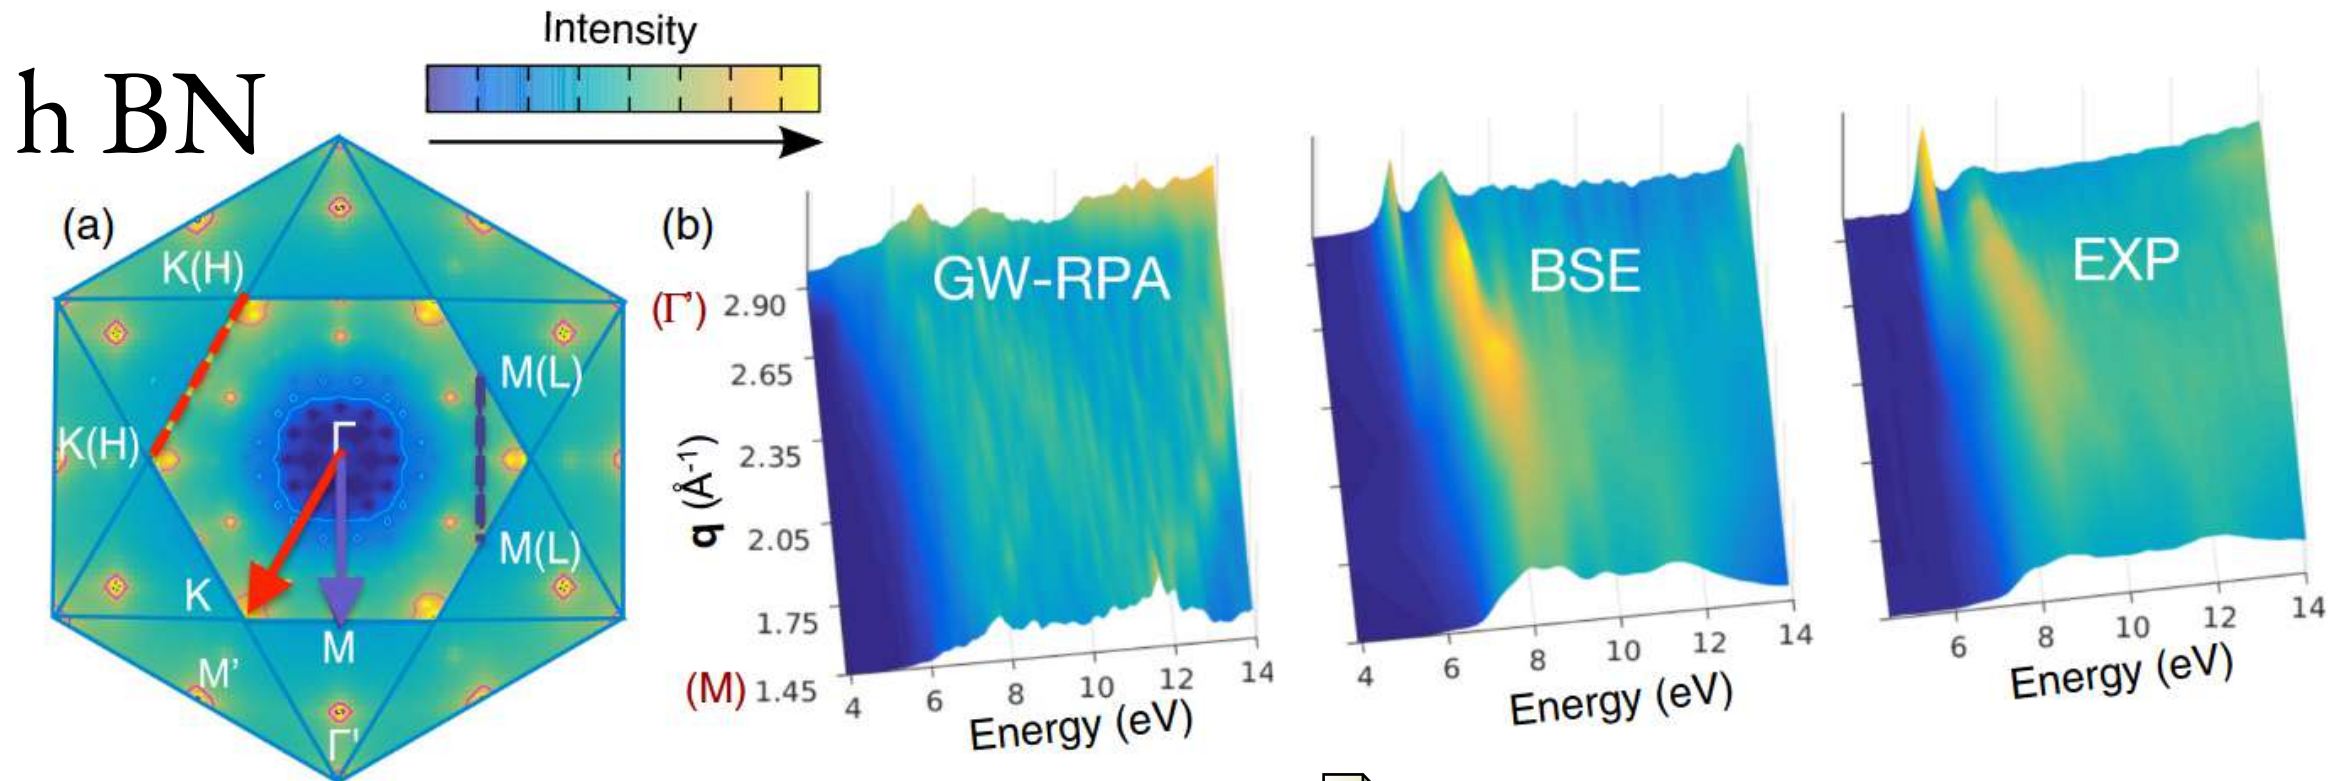 h BN
Intensity
(a)
K(H)
K(H)
M(L)
M(L)
Γ
K
M
M'
Γ'
(b)
GW-RPA
BSE
EXP
(Γ') 2.90
2.65
2.35
2.05
1.75
(M) 1.45
q (Å-1)
4 6 8 10 12 14
Energy (eV)
4 6 8 10 12 14
Energy (eV)
6 8 10 12 14
Energy (eV)